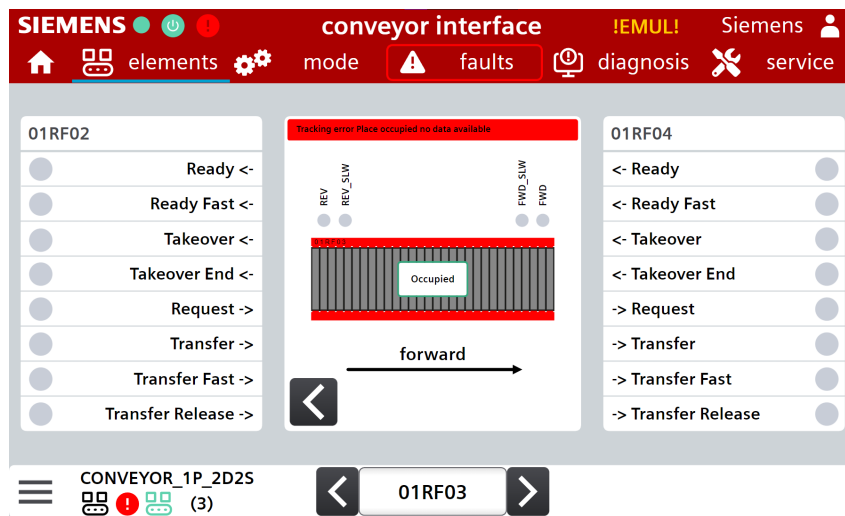 SIEMENS conveyor interface !EMUL! Siemens
elements mode faults diagnosis service
01RF02
Ready <-
Ready Fast <-
Takeover <-
Takeover End <-
Request ->
Transfer ->
Transfer Fast ->
Transfer Release ->
Tracking error Place occupied no data available
REV
REV_SLW
FWD_SLW
FWD
01RF03
Occupied
forward
01RF04
<- Ready
<- Ready Fast
<- Takeover
<- Takeover End
-> Request
-> Transfer
-> Transfer Fast
-> Transfer Release
CONVEYOR_1P_2D2S
(3)
01RF03